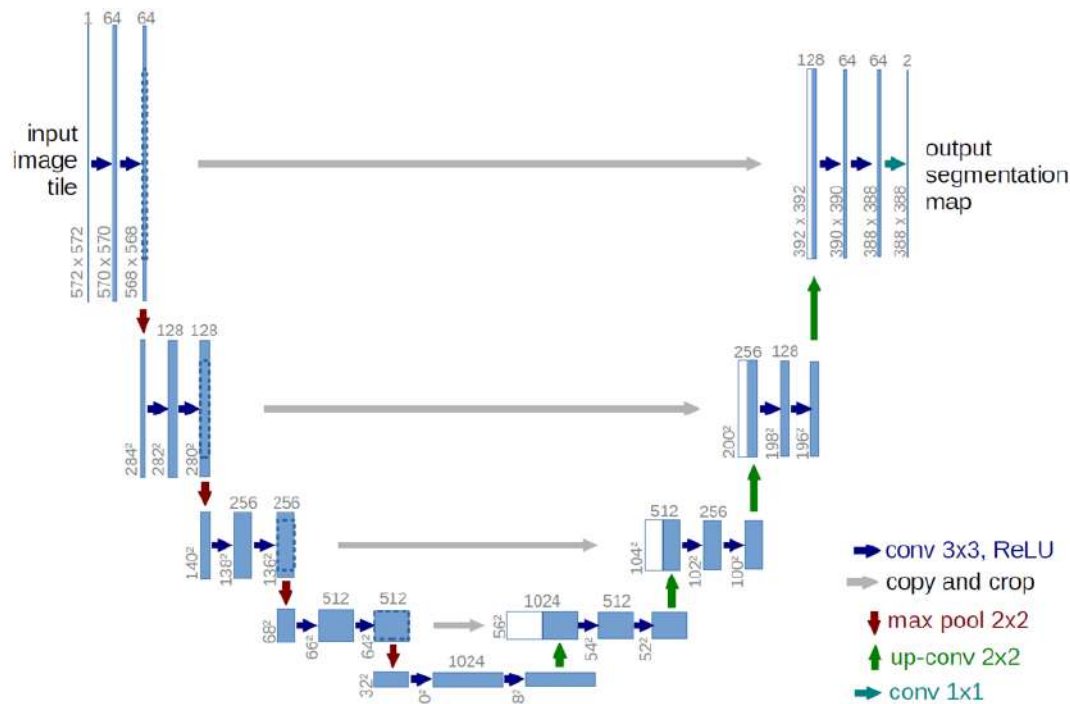 1 64 64
input
image
tile
572 x 572
570 x 570
568 x 568
128 64 64 2
output
segmentation
map
392 x 392
390 x 390
388 x 388
388 x 388
128 128
284²
282²
280²
256 128
200²
198²
196²
256 256
140²
138²
136²
512 256
104²
102²
100²
512 512
68²
66²
64²
1024 512
56²
54²
52²
1024
32²
0²
8²
conv 3x3, ReLU
copy and crop
max pool 2x2
up-conv 2x2
conv 1x1